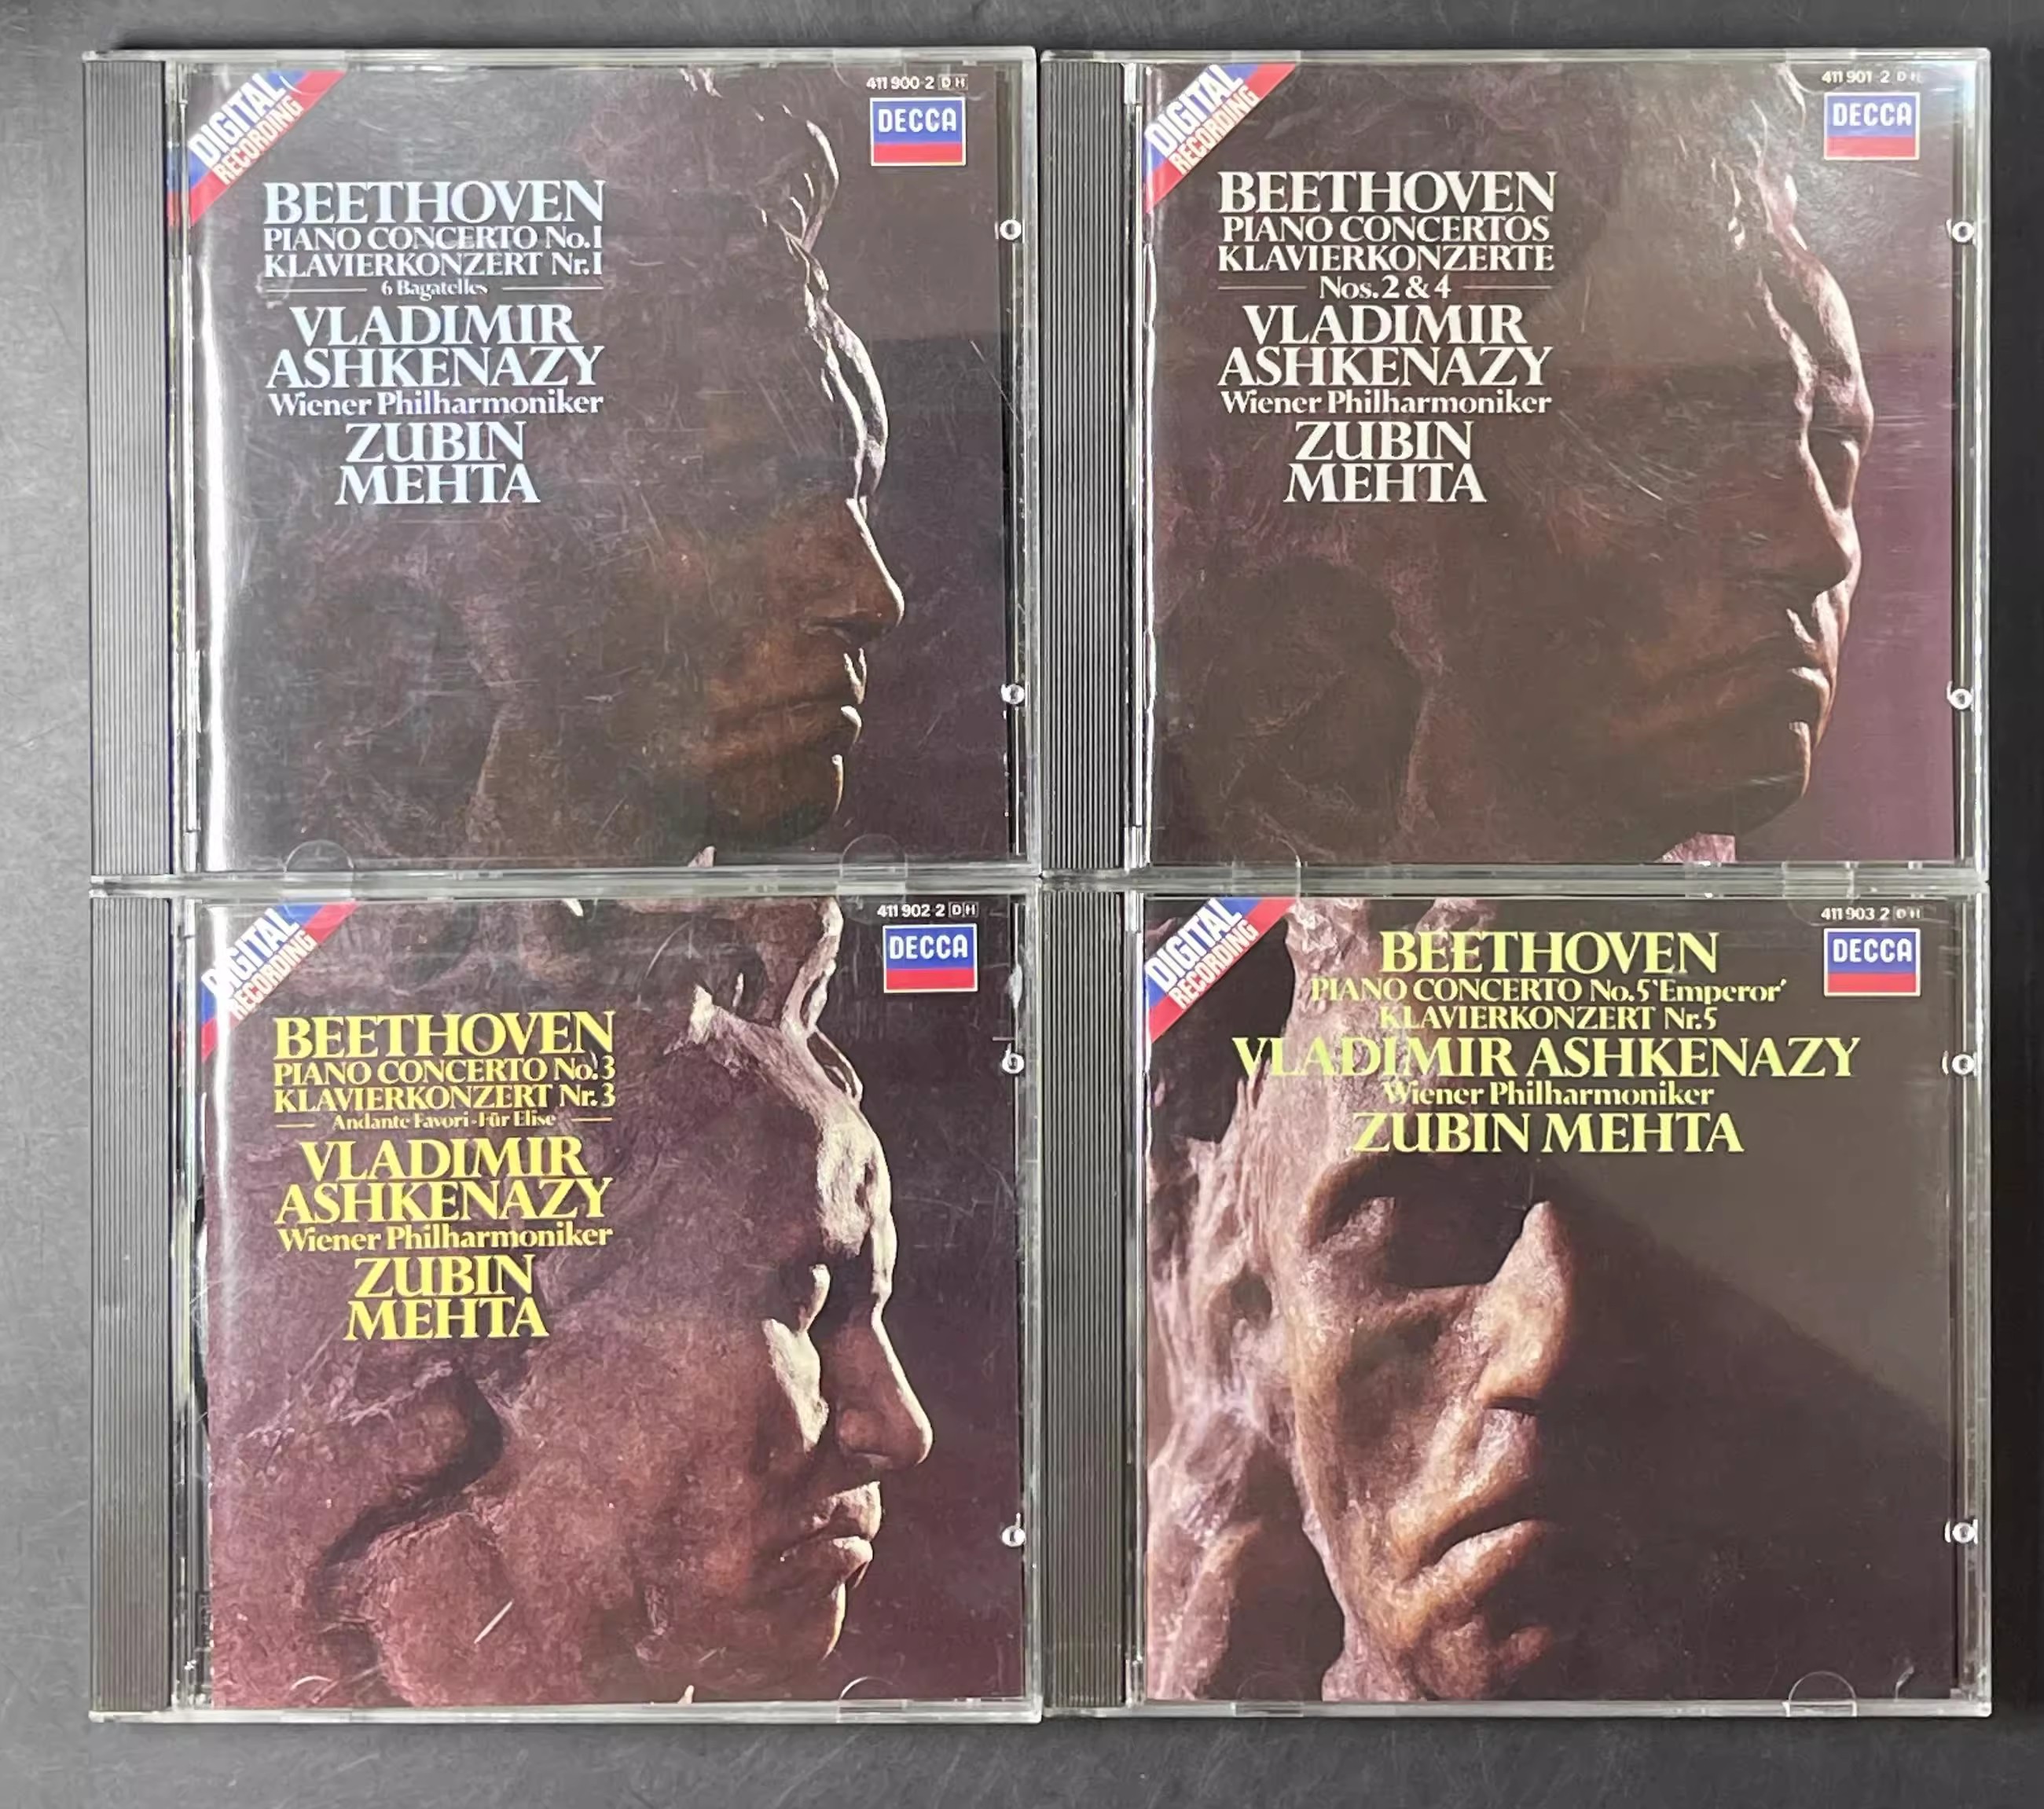 DIGITAL
RECORDING
411 900-2 DH
DECCA
BEETHOVEN
PIANO CONCERTO No.1
KLAVIERKONZERT Nr.1
6 Bagatelles
VLADIMIR
ASHKENAZY
Wiener Philharmoniker
ZUBIN
MEHTA
DIGITAL
RECORDING
411 901-2 DH
DECCA
BEETHOVEN
PIANO CONCERTOS
KLAVIERKONZERTE
Nos.2 & 4
VLADIMIR
ASHKENAZY
Wiener Philharmoniker
ZUBIN
MEHTA
DIGITAL
RECORDING
411 902-2 DH
DECCA
BEETHOVEN
PIANO CONCERTO No.3
KLAVIERKONZERT Nr.3
Andante Favori-Für Elise
VLADIMIR
ASHKENAZY
Wiener Philharmoniker
ZUBIN
MEHTA
DIGITAL
RECORDING
411 903 2 DH
DECCA
BEETHOVEN
PIANO CONCERTO No.5 ‘Emperor’
KLAVIERKONZERT Nr.5
VLADIMIR ASHKENAZY
Wiener Philharmoniker
ZUBIN MEHTA